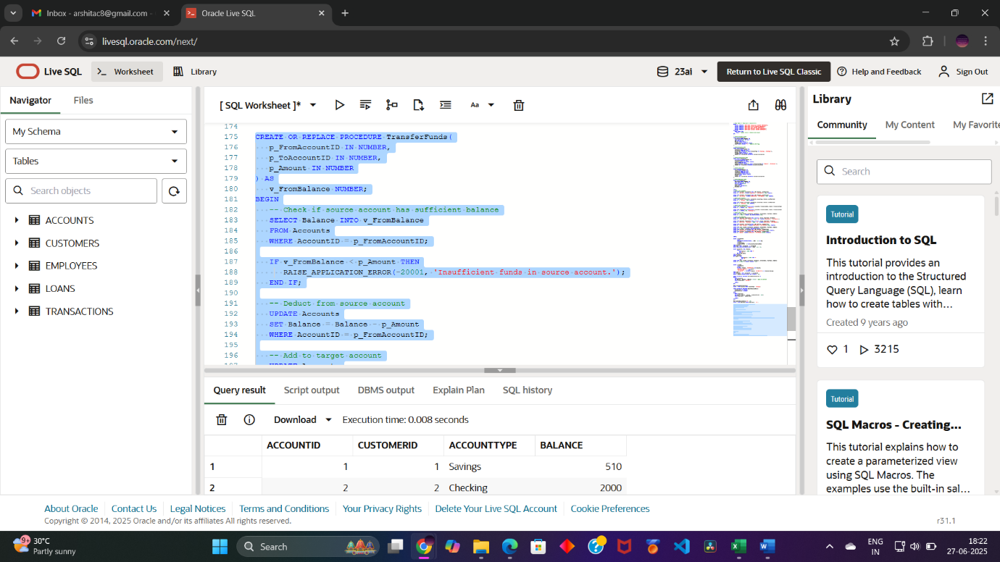 Inbox - arshitac8@gmail.com -
Oracle Live SQL
livesql.oracle.com/next/
Live SQL
Worksheet
Library
23ai
Return to Live SQL Classic
Help and Feedback
Sign Out
Navigator
Files
My Schema
Tables
Search objects
ACCOUNTS
CUSTOMERS
EMPLOYEES
LOANS
TRANSACTIONS
[ SQL Worksheet ]*
Aa
174
175 CREATE OR REPLACE PROCEDURE TransferFunds(
176 p_FromAccountID IN NUMBER,
177 p_ToAccountID IN NUMBER,
178 p_Amount IN NUMBER
179 ) AS
180 v_FromBalance NUMBER;
181 BEGIN
182 -- Check if source account has sufficient balance
183 SELECT Balance INTO v_FromBalance
184 FROM Accounts
185 WHERE AccountID = p_FromAccountID;
186
187 IF v_FromBalance < p_Amount THEN
188 RAISE_APPLICATION_ERROR(-20001, 'Insufficient funds in source account.');
189 END IF;
190
191 -- Deduct from source account
192 UPDATE Accounts
193 SET Balance = Balance - p_Amount
194 WHERE AccountID = p_FromAccountID;
195
196 -- Add to target account
Query result
Script output
DBMS output
Explain Plan
SQL history
Download
Execution time: 0.008 seconds
ACCOUNTID CUSTOMERID ACCOUNTTYPE BALANCE
1 1 1 Savings 510
2 2 2 Checking 2000
Library
Community
My Content
My Favorite
Search
Tutorial
Introduction to SQL
This tutorial provides an
introduction to the Structured
Query Language (SQL), learn
how to create tables with...
Created 9 years ago
1 3215
Tutorial
SQL Macros - Creating...
This tutorial explains how to
create a parameterized view
using SQL Macros. The
examples use the built-in sal...
About Oracle
Contact Us
Legal Notices
Terms and Conditions
Your Privacy Rights
Delete Your Live SQL Account
Cookie Preferences
Copyright © 2014, 2025 Oracle and/or its affiliates All rights reserved.
r31.1
9+
30°C
Partly sunny
Search
ENG
IN
18:22
27-06-2025